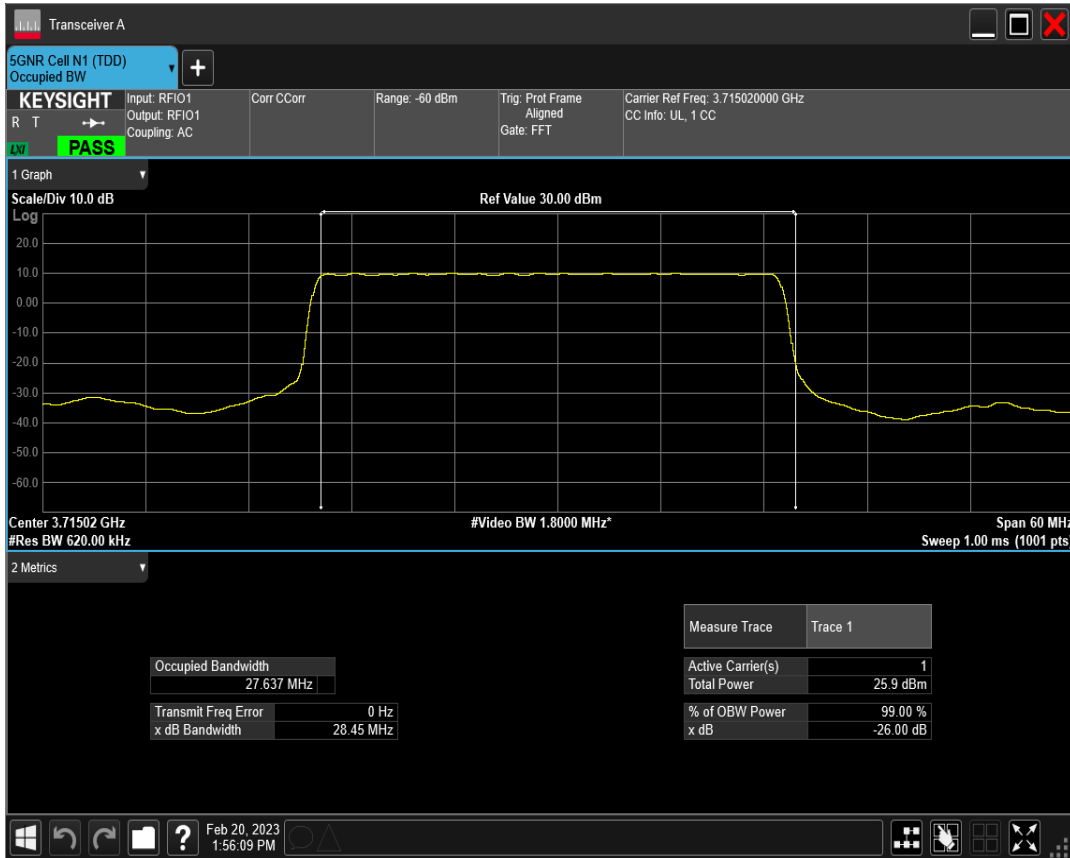 Transceiver A
5GNR Cell N1 (TDD)
Occupied BW
+
KEYSIGHT
R T
LXI
PASS
Input: RFIO1
Output: RFIO1
Coupling: AC
Corr CCorr
Range: -60 dBm
Trig: Prot Frame
Aligned
Gate: FFT
Carrier Ref Freq: 3.715020000 GHz
CC Info: UL, 1 CC
1 Graph
Scale/Div 10.0 dB
Ref Value 30.00 dBm
Log
20.0
10.0
0.00
-10.0
-20.0
-30.0
-40.0
-50.0
-60.0
Center 3.71502 GHz
#Video BW 1.8000 MHz*
Span 60 MHz
#Res BW 620.00 kHz
Sweep 1.00 ms (1001 pts)
2 Metrics
Measure Trace Trace 1
Occupied Bandwidth
27.637 MHz
Active Carrier(s) 1
Total Power 25.9 dBm
Transmit Freq Error 0 Hz
x dB Bandwidth 28.45 MHz
% of OBW Power 99.00 %
x dB -26.00 dB
?
Feb 20, 2023
1:56:09 PM